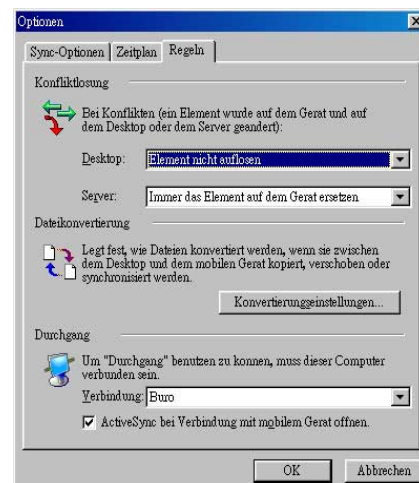 Optionen
Sync-Optionen Zeitplan Regeln
Konfliktlosung
Bei Konflikten (ein Element wurde auf dem Gerat und auf
dem Desktop oder dem Server geandert):
Desktop: Element nicht auflosen
Server: Immer das Element auf dem Gerat ersetzen
Dateikonvertierung
Legt fest, wie Dateien konvertiert werden, wenn sie zwischen
dem Desktop und dem mobilen Gerat kopiert, verschoben oder
synchronisiert werden.
Konvertierungseinstellungen...
Durchgang
Um "Durchgang" benutzen zu konnen, muss dieser Computer
verbunden sein.
Verbindung: Buro
ActiveSync bei Verbindung mit mobilem Gerat offnen.
OK Abbrechen